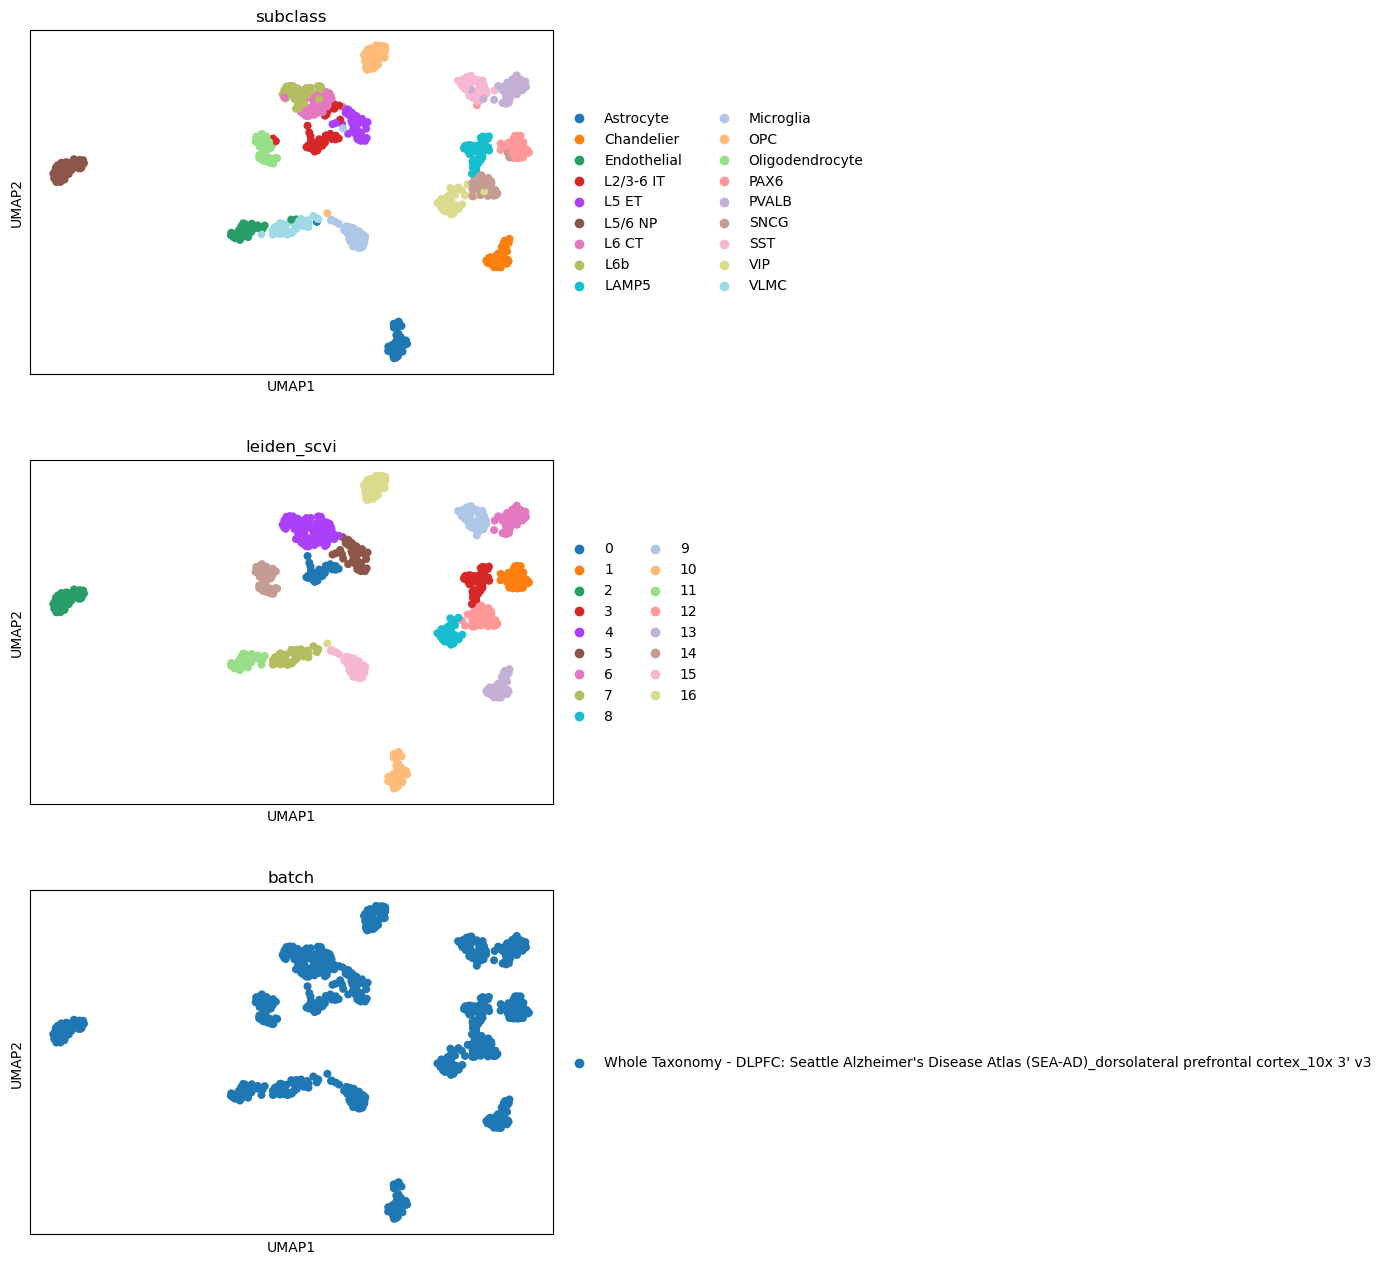 subclass
UMAP2
UMAP1
Astrocyte
Chandelier
Endothelial
L2/3-6 IT
L5 ET
L5/6 NP
L6 CT
L6b
LAMP5
Microglia
OPC
Oligodendrocyte
PAX6
PVALB
SNCG
SST
VIP
VLMC
leiden_scvi
UMAP2
UMAP1
0
1
2
3
4
5
6
7
8
9
10
11
12
13
14
15
16
batch
UMAP2
UMAP1
Whole Taxonomy - DLPFC: Seattle Alzheimer's Disease Atlas (SEA-AD)_dorsolateral prefrontal cortex_10x 3' v3